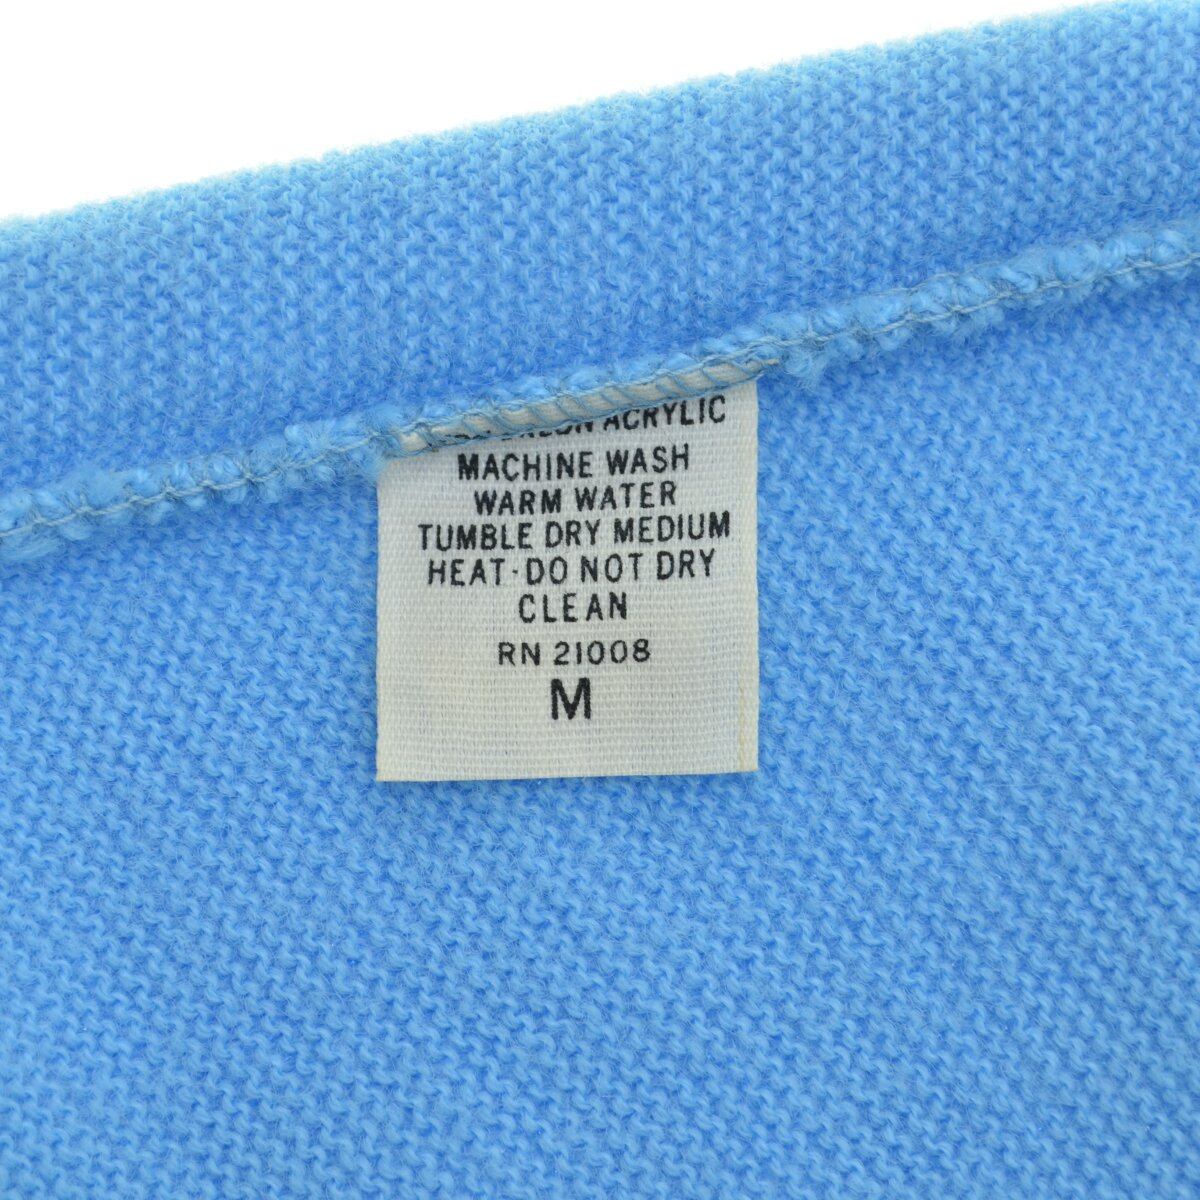 ACRYLIC
MACHINE WASH
WARM WATER
TUMBLE DRY MEDIUM
HEAT·DO NOT DRY
CLEAN
RN 21008
M